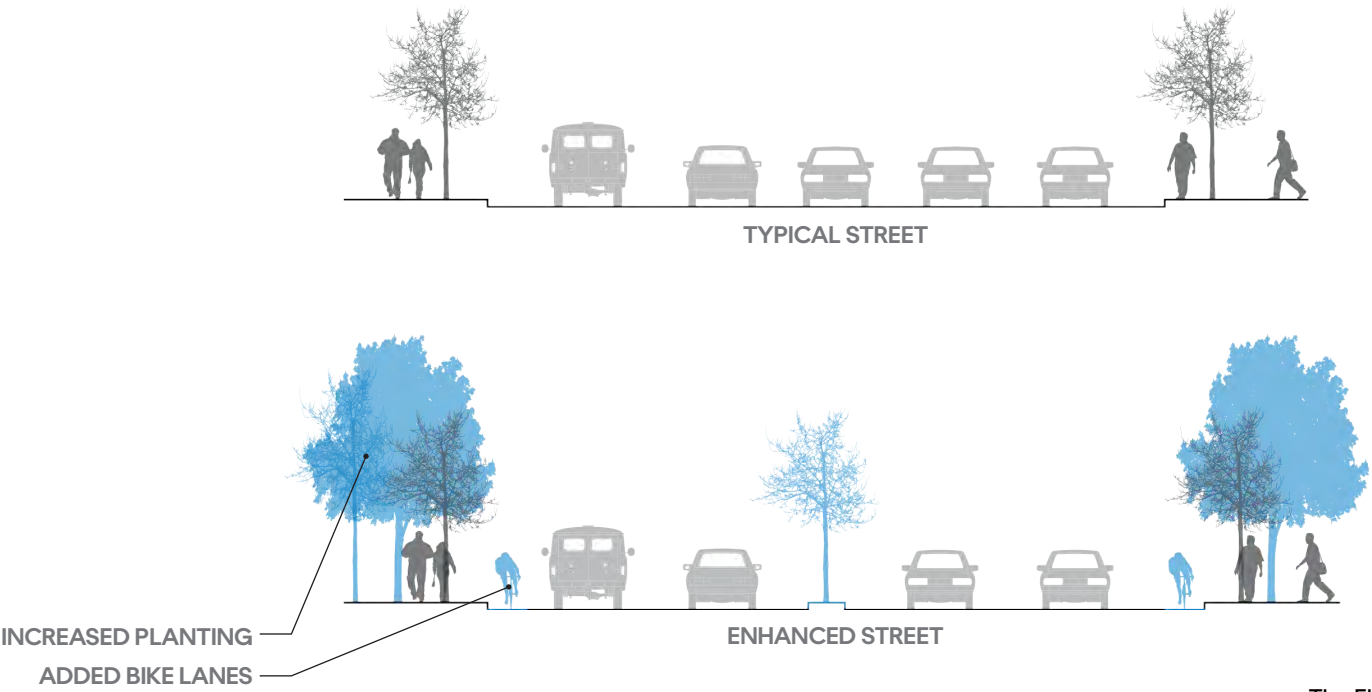 TYPICAL STREET
INCREASED PLANTING
ENHANCED STREET
ADDED BIKE LANES